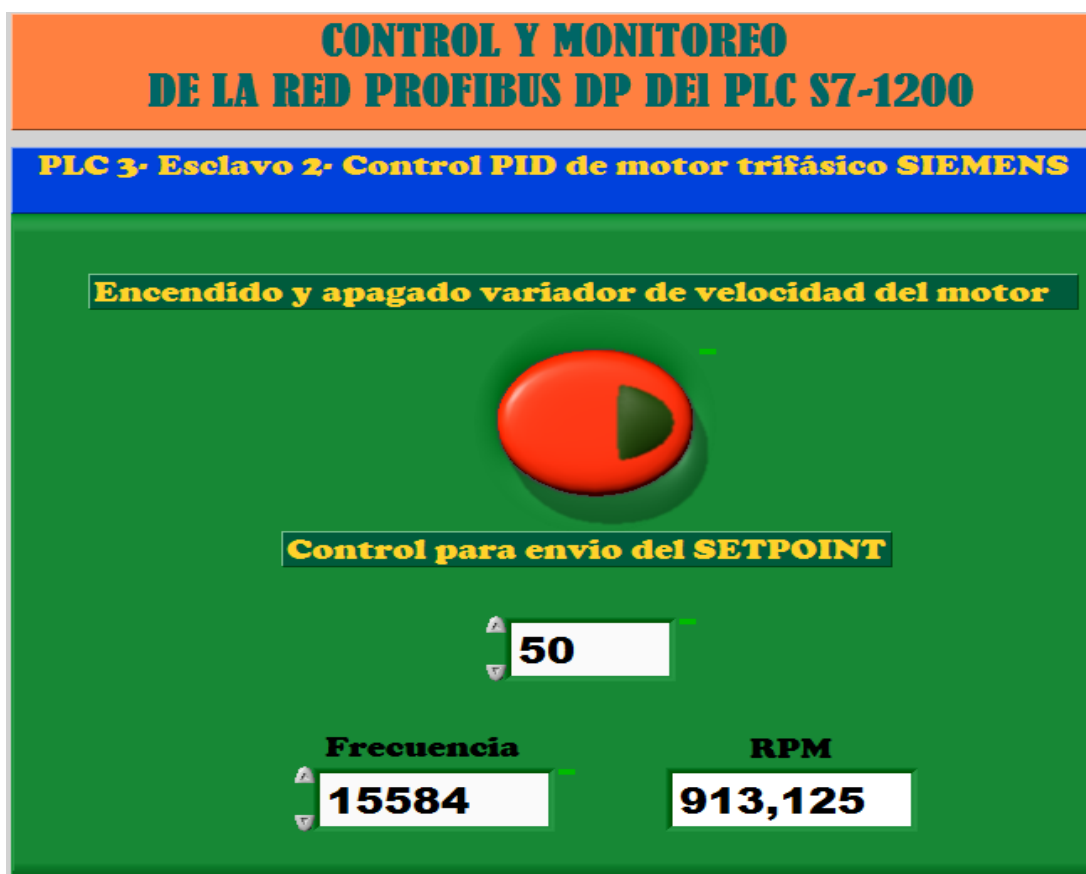 CONTROL Y MONITOREO
DE LA RED PROFIBUS DP DEl PLC S7-1200
PLC 3- Esclavo 2- Control PID de motor trifásico SIEMENS
Encendido y apagado variador de velocidad del motor
Control para envio del SETPOINT
50
Frecuencia
RPM
15584
913,125